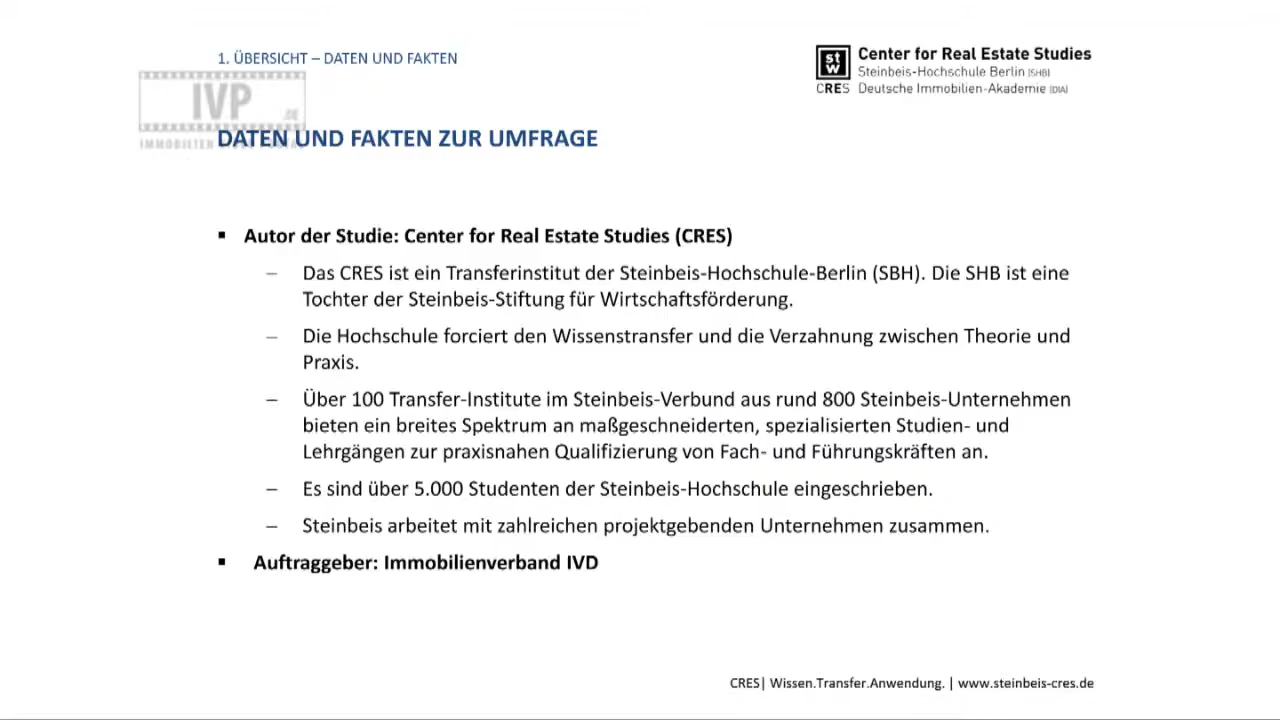 1. ÜBERSICHT – DATEN UND FAKTEN
stw
CRES
Center for Real Estate Studies
Steinbeis-Hochschule Berlin (SHB)
Deutsche Immobilien-Akademie (DIA)
IVP
.DE
IMMOBILIEN
DATEN UND FAKTEN ZUR UMFRAGE
▪ Autor der Studie: Center for Real Estate Studies (CRES)
– Das CRES ist ein Transferinstitut der Steinbeis-Hochschule-Berlin (SBH). Die SHB ist eine
Tochter der Steinbeis-Stiftung für Wirtschaftsförderung.
– Die Hochschule forciert den Wissenstransfer und die Verzahnung zwischen Theorie und
Praxis.
– Über 100 Transfer-Institute im Steinbeis-Verbund aus rund 800 Steinbeis-Unternehmen
bieten ein breites Spektrum an maßgeschneiderten, spezialisierten Studien- und
Lehrgängen zur praxisnahen Qualifizierung von Fach- und Führungskräften an.
– Es sind über 5.000 Studenten der Steinbeis-Hochschule eingeschrieben.
– Steinbeis arbeitet mit zahlreichen projektgebenden Unternehmen zusammen.
▪ Auftraggeber: Immobilienverband IVD
CRES| Wissen.Transfer.Anwendung. | www.steinbeis-cres.de